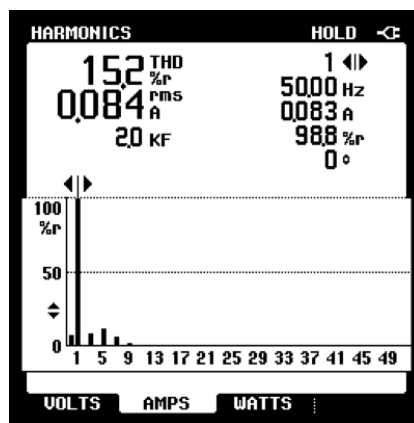 HARMONICS HOLD
15,2 THD %r 1
0,084 rms A 50,00 Hz
2,0 KF 0,083 A
98,8 %r
0 °
100
%r
50
0
1 5 9 13 17 21 25 29 33 37 41 45 49
VOLTS AMPS WATTS